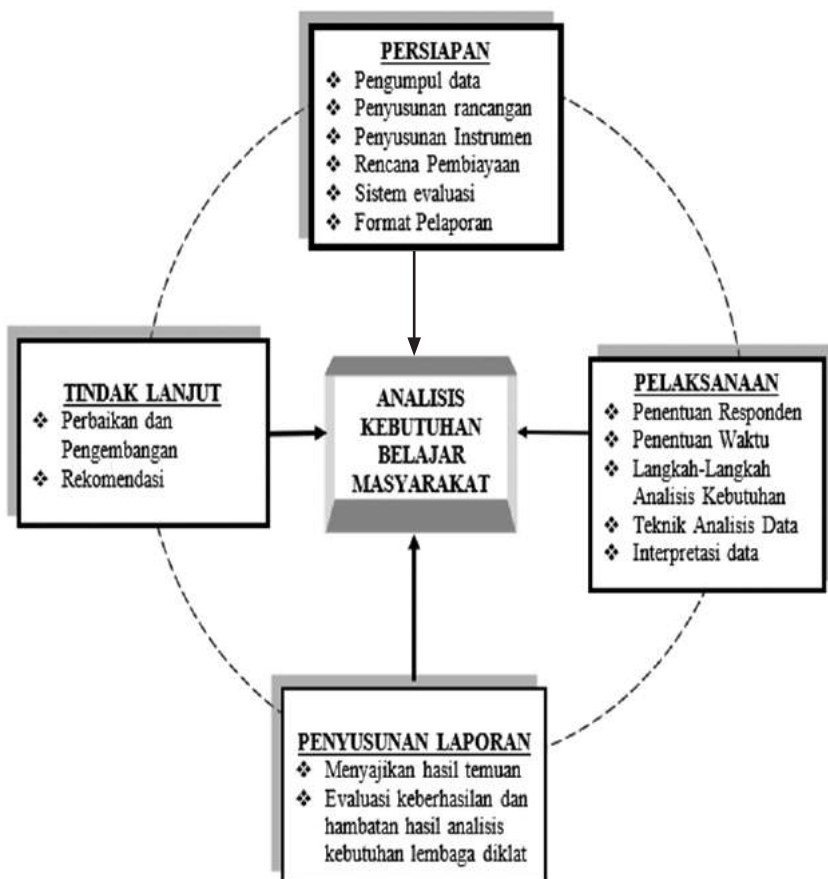 PERSIAPAN
❖ Pengumpul data
❖ Penyusunan rancangan
❖ Penyusunan Instrumen
❖ Rencana Pembiayaan
❖ Sistem evaluasi
❖ Format Pelaporan
TINDAK LANJUT
❖ Perbaikan dan
Pengembangan
❖ Rekomendasi
ANALISIS
KEBUTUHAN
BELAJAR
MASYARAKAT
PELAKSANAAN
❖ Penentuan Responden
❖ Penentuan Waktu
❖ Langkah-Langkah
Analisis Kebutuhan
❖ Teknik Analisis Data
❖ Interpretasi data
PENYUSUNAN LAPORAN
❖ Menyajikan hasil temuan
❖ Evaluasi keberhasilan dan
hambatan hasil analisis
kebutuhan lembaga diklat